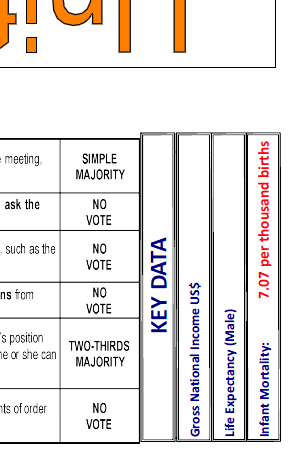 e meeting,
SIMPLE
MAJORITY
ask the
NO
VOTE
, such as the
NO
VOTE
ns from
NO
VOTE
's position
ne or she can
TWO-THIRDS
MAJORITY
nts of order
NO
VOTE
KEY DATA
Gross National Income US$
Life Expectancy (Male)
Infant Mortality: 7.07 per thousand births